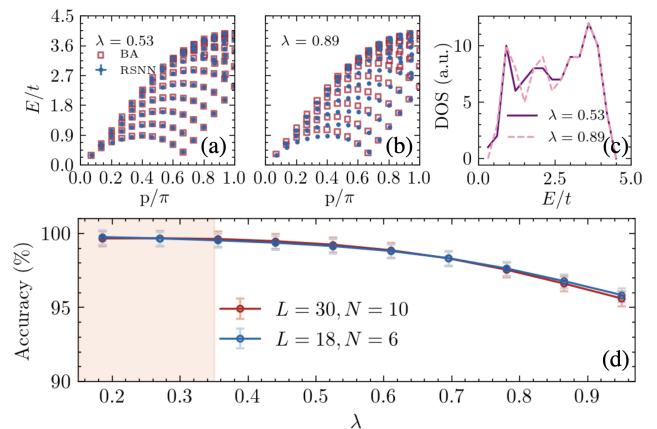 4.5
3.6
2.7
1.8
0.9
0.0
E/t
λ = 0.53
BA
RSNN
(a)
0.0 0.2 0.4 0.6 0.8 1.0
p/π
λ = 0.89
(b)
0.0 0.2 0.4 0.6 0.8 1.0
p/π
DOS (a.u.)
10
5
0
λ = 0.53
λ = 0.89
(c)
0.0 2.5 5.0
E/t
Accuracy (%)
100
95
90
L = 30, N = 10
L = 18, N = 6
(d)
0.2 0.3 0.4 0.5 0.6 0.7 0.8 0.9
λ